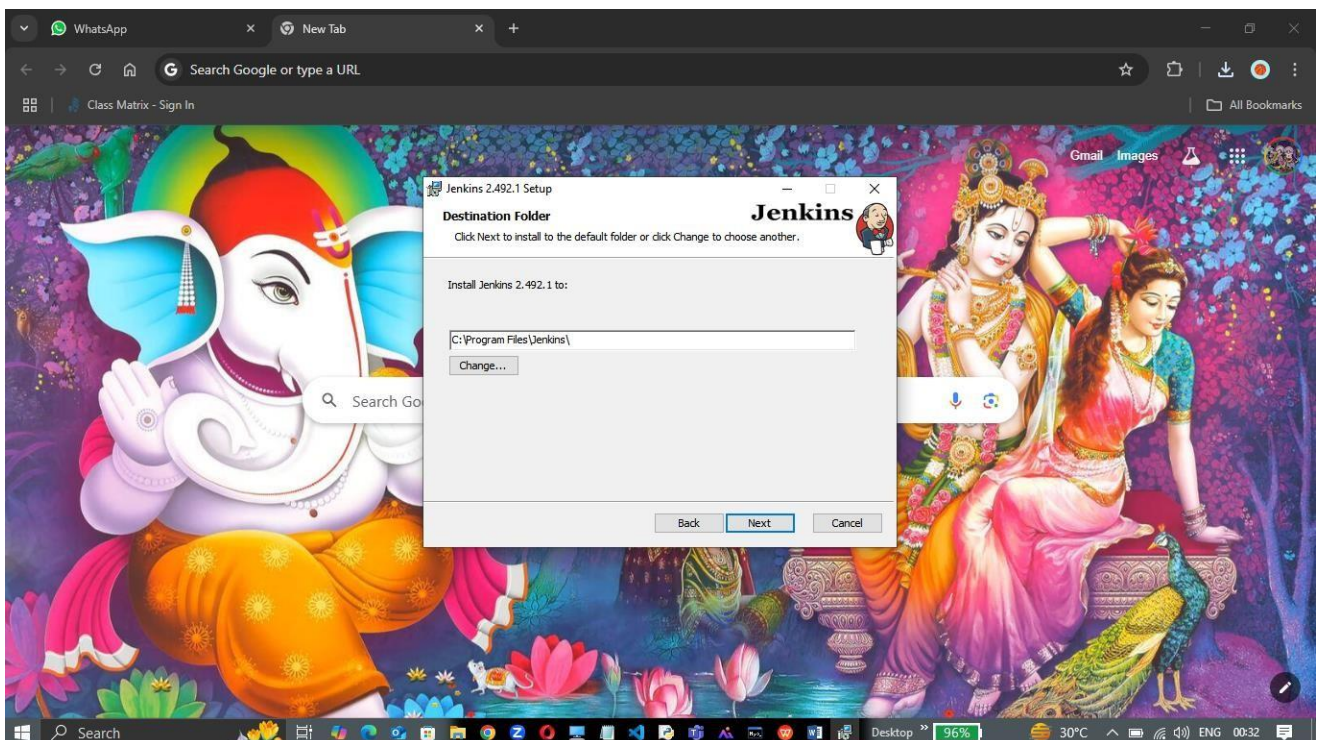 WhatsApp
New Tab
Search Google or type a URL
Class Matrix - Sign In
All Bookmarks
Gmail Images
Jenkins 2.492.1 Setup
Destination Folder
Jenkins
Click Next to install to the default folder or click Change to choose another.
Install Jenkins 2.492.1 to:
C:\Program Files\Jenkins\
Change...
Search Go
Back Next Cancel
Search
Desktop
96%
30°C
ENG 00:32